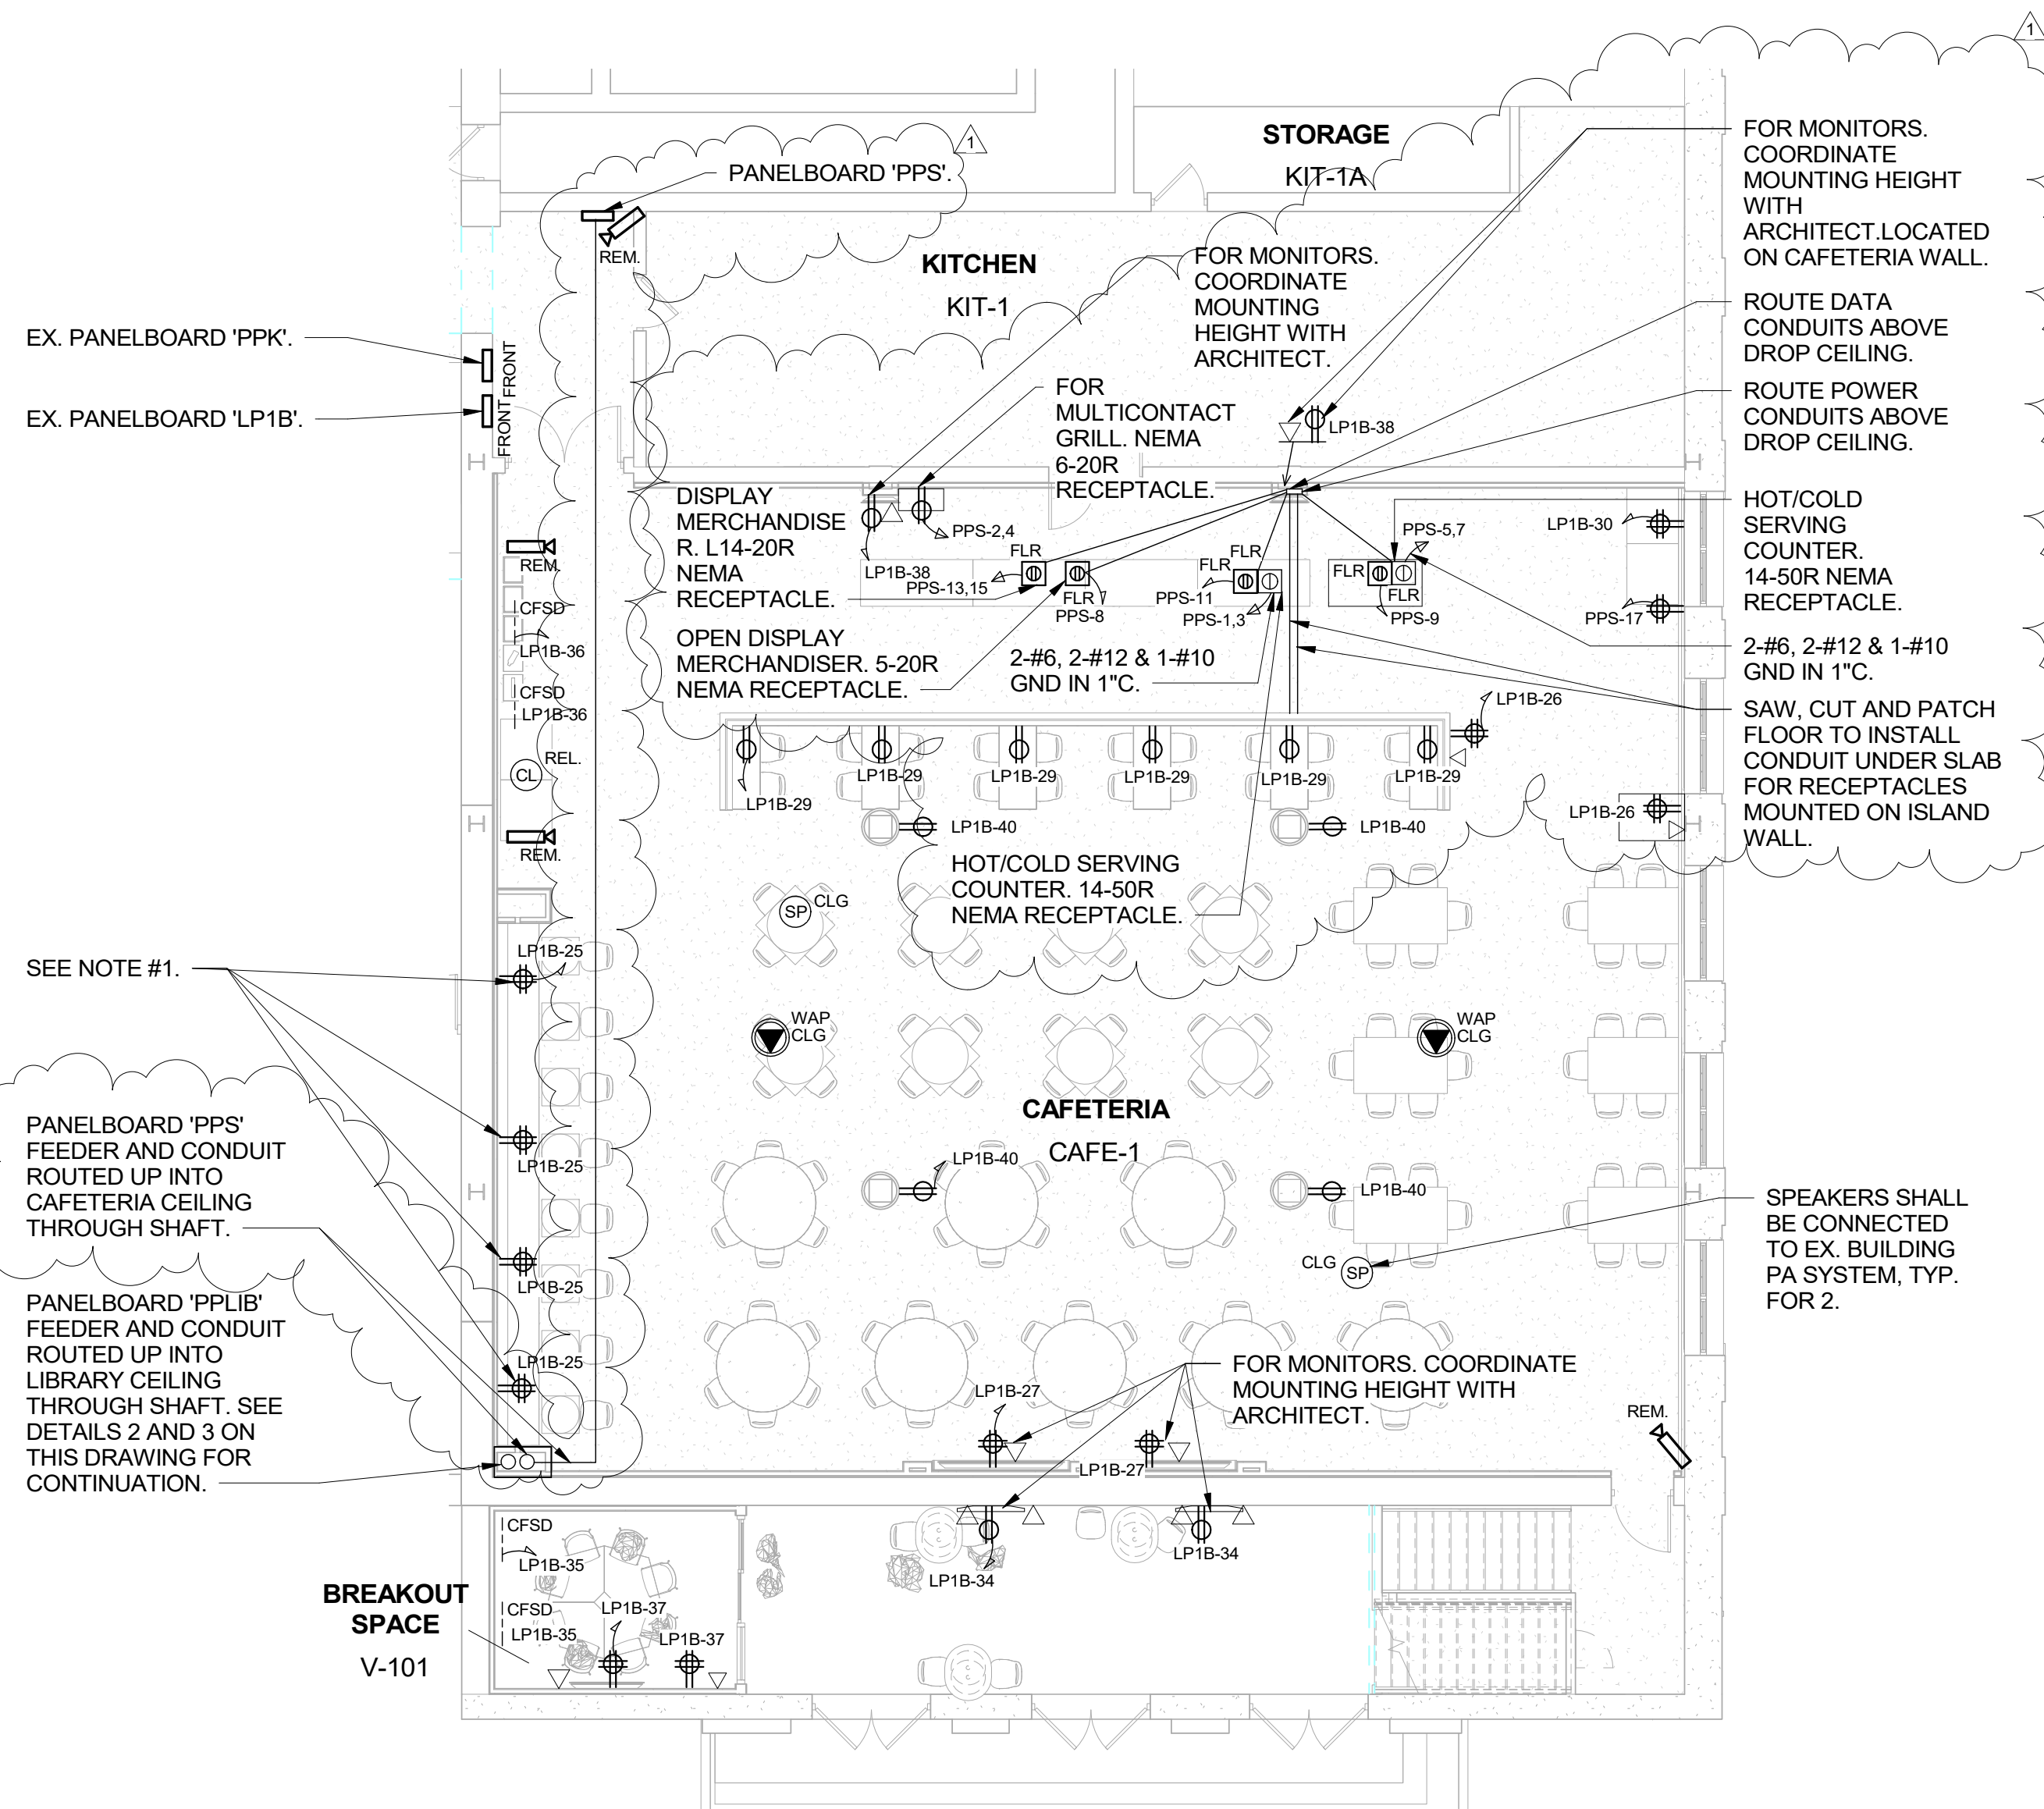 1
1
PANELBOARD 'PPS'.
STORAGE
KIT-1A
FOR MONITORS.
COORDINATE
MOUNTING HEIGHT
WITH
ARCHITECT.LOCATED
ON CAFETERIA WALL.
REM.
KITCHEN
KIT-1
FOR MONITORS.
COORDINATE
MOUNTING
HEIGHT WITH
ARCHITECT.
EX. PANELBOARD 'PPK'.
FRONT
EX. PANELBOARD 'LP1B'.
FRONT
ROUTE DATA
CONDUITS ABOVE
DROP CEILING.
ROUTE POWER
CONDUITS ABOVE
DROP CEILING.
FOR
MULTICONTACT
GRILL. NEMA
6-20R
RECEPTACLE.
LP1B-38
DISPLAY
MERCHANDISE
R. L14-20R
NEMA
RECEPTACLE.
HOT/COLD
SERVING
COUNTER.
14-50R NEMA
RECEPTACLE.
PPS-2,4
LP1B-38
FLR
PPS-13,15
FLR
PPS-8
FLR
FLR
PPS-11
PPS-1,3
PPS-5,7
FLR
FLR
PPS-9
LP1B-30
PPS-17
REM.
CFSD
LP1B-36
CFSD
LP1B-36
REL.
CL
REM.
OPEN DISPLAY
MERCHANDISER. 5-20R
NEMA RECEPTACLE.
2-#6, 2-#12 & 1-#10
GND IN 1"C.
2-#6, 2-#12 & 1-#10
GND IN 1"C.
SAW, CUT AND PATCH
FLOOR TO INSTALL
CONDUIT UNDER SLAB
FOR RECEPTACLES
MOUNTED ON ISLAND
WALL.
LP1B-26
LP1B-29
LP1B-29
LP1B-29
LP1B-29
LP1B-29
LP1B-29
LP1B-26
LP1B-40
LP1B-40
HOT/COLD SERVING
COUNTER. 14-50R
NEMA RECEPTACLE.
SP
CLG
SEE NOTE #1.
LP1B-25
WAP
CLG
WAP
CLG
CAFETERIA
CAFE-1
PANELBOARD 'PPS'
FEEDER AND CONDUIT
ROUTED UP INTO
CAFETERIA CEILING
THROUGH SHAFT.
LP1B-25
LP1B-40
LP1B-40
SPEAKERS SHALL
BE CONNECTED
TO EX. BUILDING
PA SYSTEM, TYP.
FOR 2.
CLG
SP
LP1B-25
PANELBOARD 'PPLIB'
FEEDER AND CONDUIT
ROUTED UP INTO
LIBRARY CEILING
THROUGH SHAFT. SEE
DETAILS 2 AND 3 ON
THIS DRAWING FOR
CONTINUATION.
LP1B-25
FOR MONITORS. COORDINATE
MOUNTING HEIGHT WITH
ARCHITECT.
LP1B-27
LP1B-27
REM.
CFSD
LP1B-35
CFSD
LP1B-35
LP1B-37
LP1B-37
LP1B-34
LP1B-34
BREAKOUT
SPACE
V-101